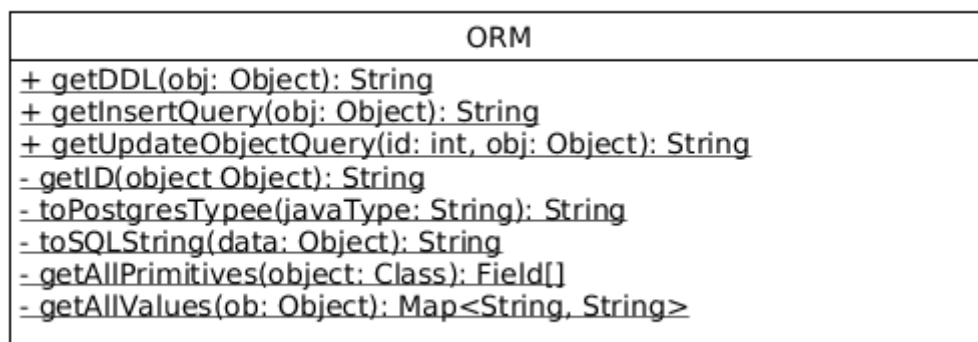 ORM
+ getDDL(obj: Object): String
+ getInsertQuery(obj: Object): String
+ getUpdateObjectQuery(id: int, obj: Object): String
- getID(object Object): String
- toPostgresTypee(javaType: String): String
- toSQLString(data: Object): String
- getAllPrimitives(object: Class): Field[]
- getAllValues(ob: Object): Map<String, String>